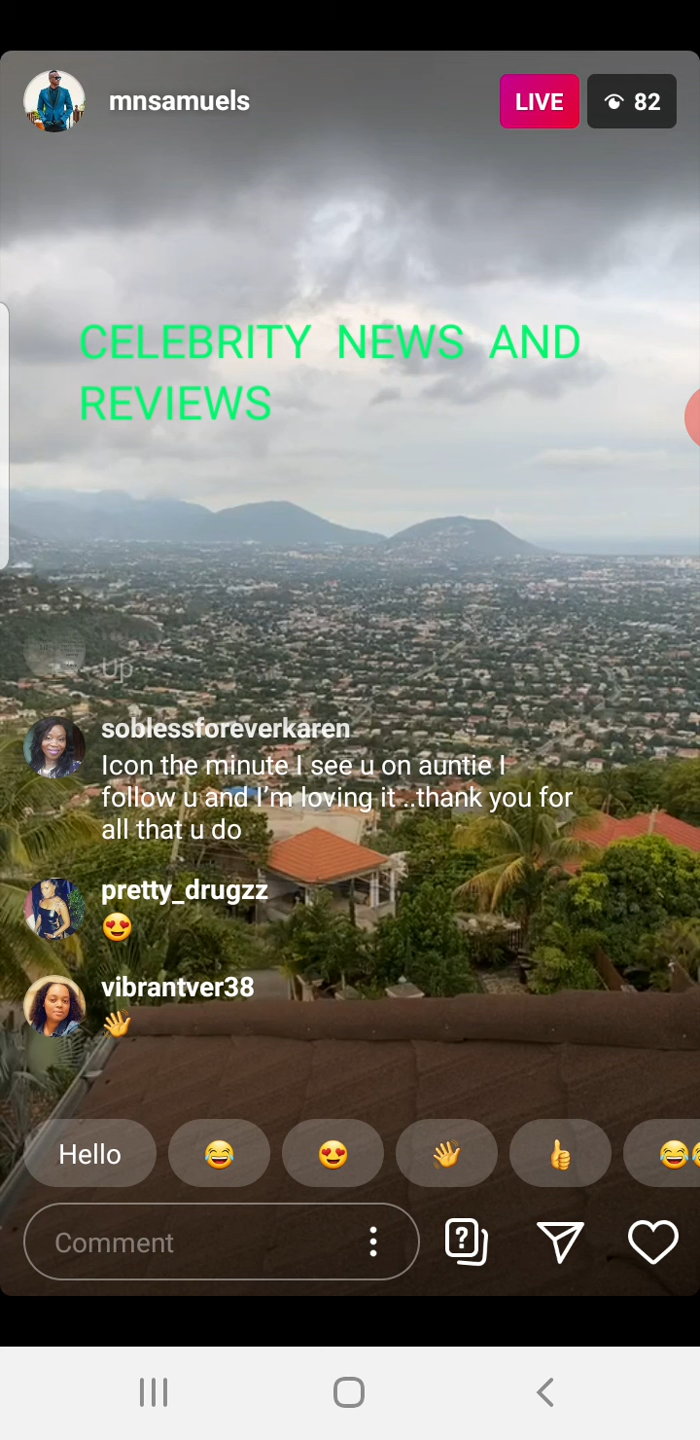 mnsamuels
LIVE
82
CELEBRITY NEWS AND
REVIEWS
Up
soblessforeverkaren
Icon the minute I see u on auntie I
follow u and I'm loving it ..thank you for
all that u do
pretty_drugzz
😍
vibrantver38
👋
Hello 😂 😍 👋 👍 😂
Comment